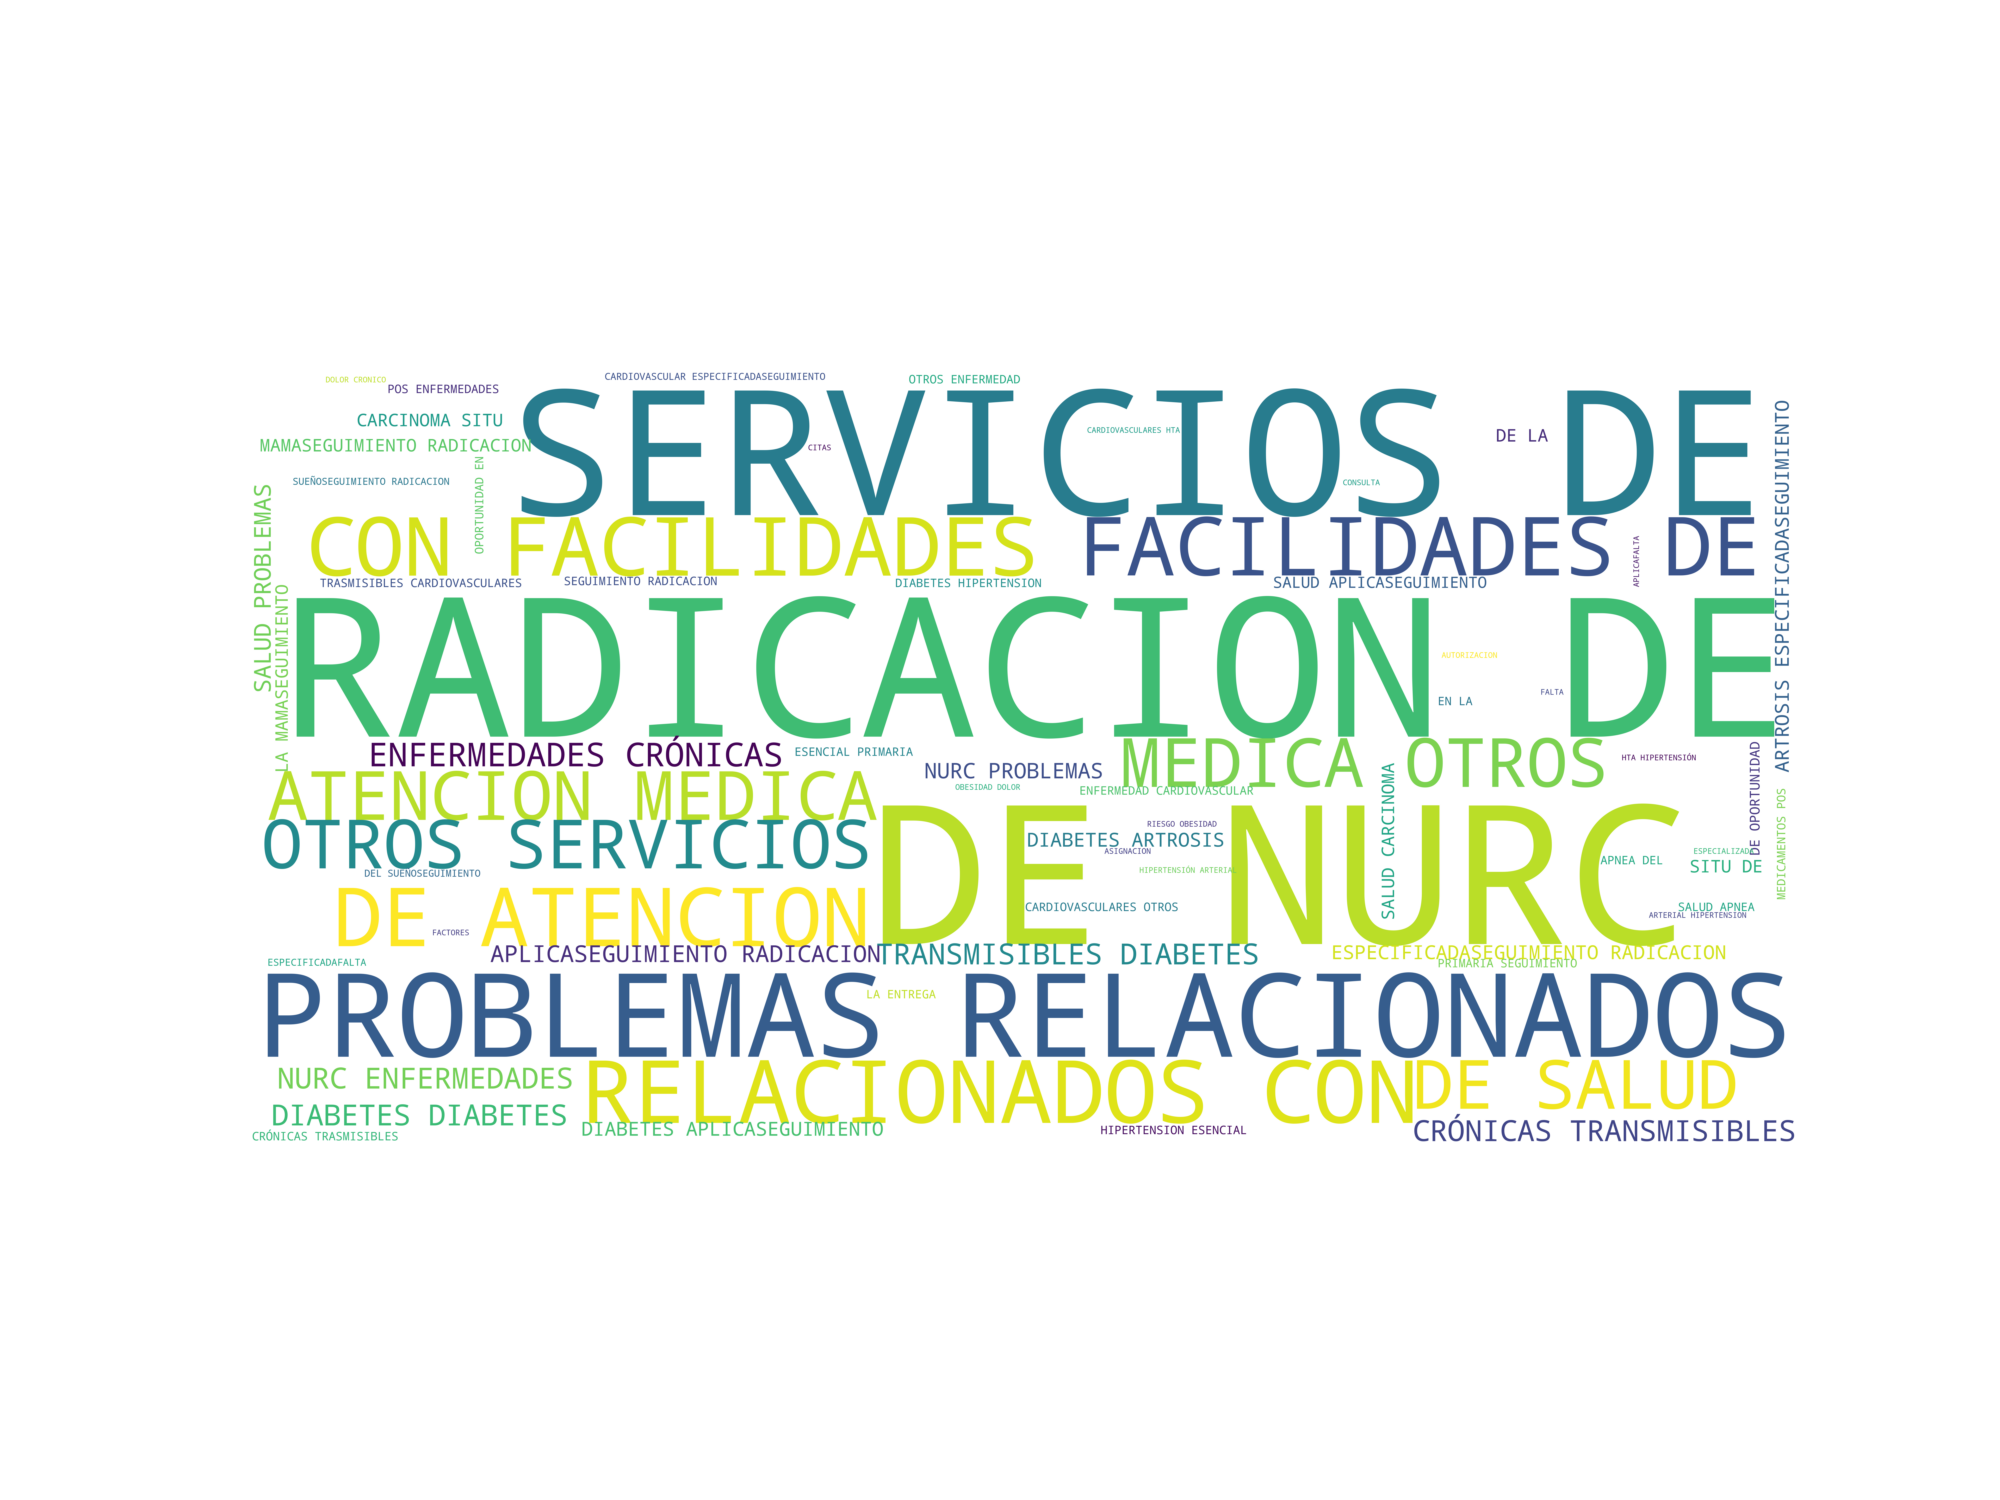 DOLOR CRONICO
POS ENFERMEDADES
CARDIOVASCULAR ESPECIFICADASEGUIMIENTO
OTROS ENFERMEDAD
CARCINOMA SITU
SERVICIOS DE
CARDIOVASCULARES HTA
DE LA
MAMASEGUIMIENTO RADICACION
CITAS
SUEÑOSEGUIMIENTO RADICACION
OPORTUNIDAD EN
CONSULTA
CON FACILIDADES
FACILIDADES DE
APLICAFALTA
ARTROSIS ESPECIFICADASEGUIMIENTO
SALUD PROBLEMAS
TRASMISIBLES CARDIOVASCULARES
SEGUIMIENTO RADICACION
DIABETES HIPERTENSION
SALUD APLICASEGUIMIENTO
LA MAMASEGUIMIENTO
RADICACION DE
AUTORIZACION
EN LA
FALTA
ENFERMEDADES CRÓNICAS
ESENCIAL PRIMARIA
NURC PROBLEMAS
MEDICA OTROS
HTA HIPERTENSIÓN
OBESIDAD DOLOR
ENFERMEDAD CARDIOVASCULAR
ATENCION MEDICA
DE OPORTUNIDAD
MEDICAMENTOS POS
SALUD CARCINOMA
OTROS SERVICIOS
RIESGO OBESIDAD
DIABETES ARTROSIS
ASIGNACION
DE NURC
HIPERTENSIÓN ARTERIAL
APNEA DEL
ESPECIALIZADA
SITU DE
DEL SUEÑOSEGUIMIENTO
CARDIOVASCULARES OTROS
SALUD APNEA
ARTERIAL HIPERTENSION
DE ATENCION
FACTORES
APLICASEGUIMIENTO RADICACION
TRANSMISIBLES DIABETES
ESPECIFICADASEGUIMIENTO RADICACION
PRIMARIA SEGUIMIENTO
ESPECIFICADAFALTA
LA ENTREGA
PROBLEMAS RELACIONADOS
NURC ENFERMEDADES
RELACIONADOS CON
DE SALUD
DIABETES DIABETES
DIABETES APLICASEGUIMIENTO
HIPERTENSION ESENCIAL
CRÓNICAS TRANSMISIBLES
CRÓNICAS TRASMISIBLES